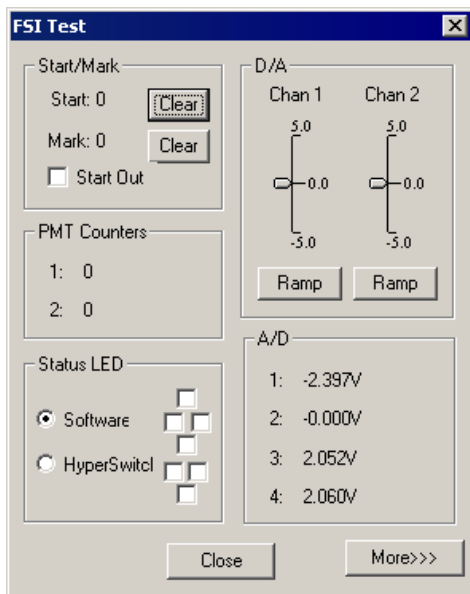 FSI Test
Start/Mark
Start: 0 Clear
Mark: 0 Clear
Start Out
PMT Counters
1: 0
2: 0
Status LED
Software
HyperSwitcl
D/A
Chan 1 Chan 2
5.0 5.0
0.0 0.0
-5.0 -5.0
Ramp Ramp
A/D
1: -2.397V
2: -0.000V
3: 2.052V
4: 2.060V
Close More>>>